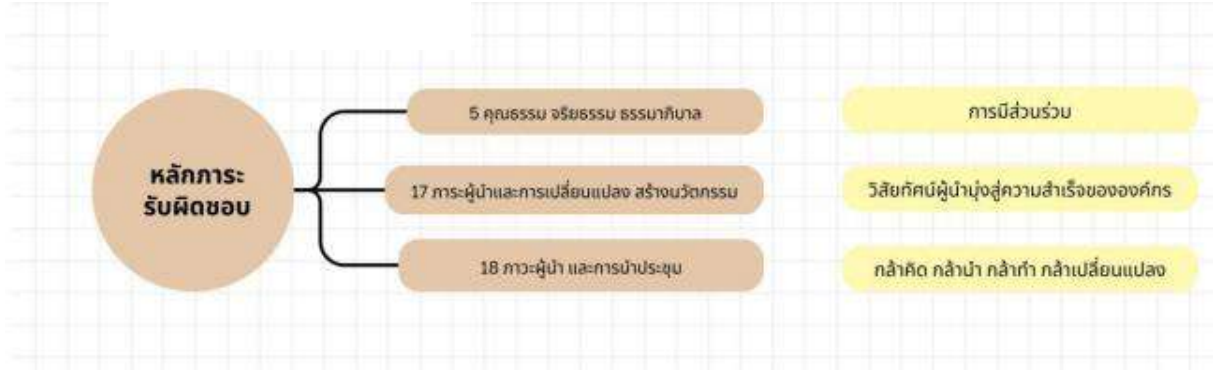 หลักภาระ
รับผิดชอบ
5 คุณธรรม จริยธรรม ธรรมาภิบาล
การมีส่วนร่วม
17 ภาระผู้นำและการเปลี่ยนแปลง สร้างนวัตกรรม
วิสัยทัศน์ผู้นำมุ่งสู่ความสำเร็จขององค์กร
18 ภาวะผู้นำ และการนำประชุม
กล้าคิด กล้านำ กล้าทำ กล้าเปลี่ยนแปลง